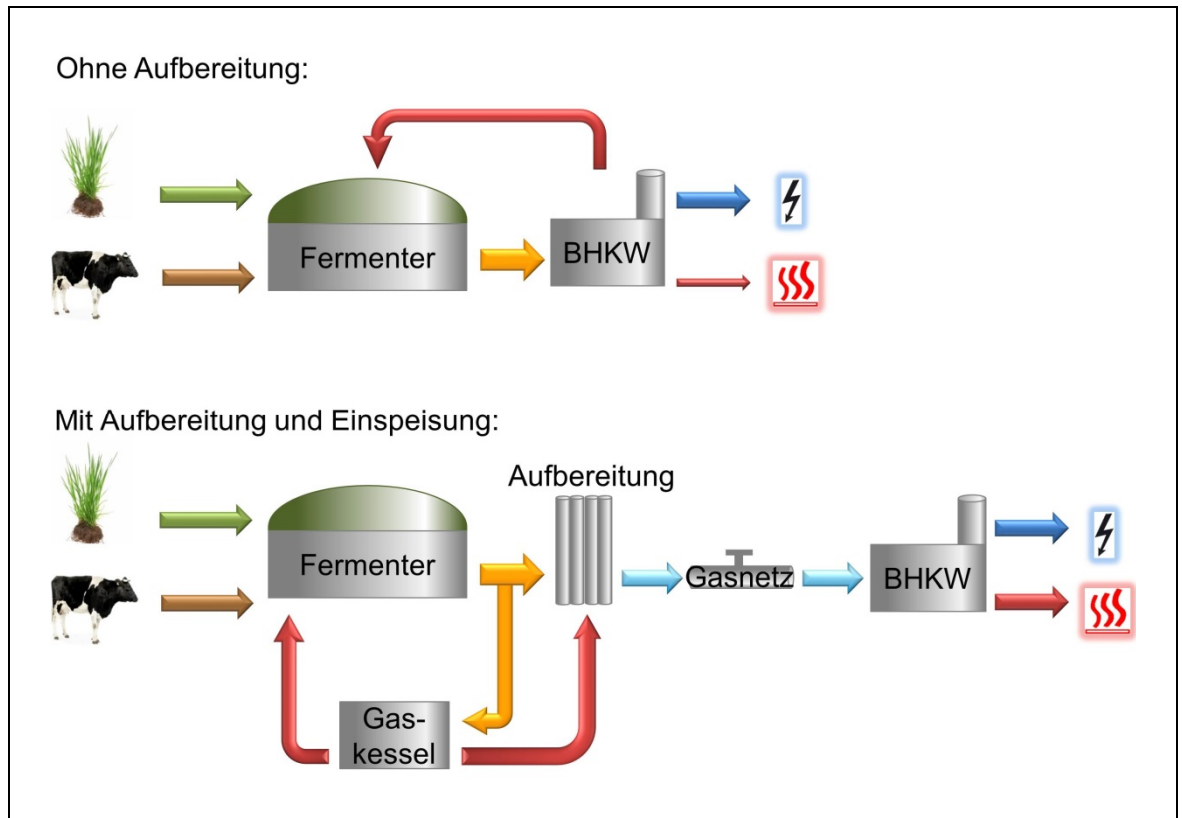 Ohne Aufbereitung:
Fermenter
BHKW
Mit Aufbereitung und Einspeisung:
Aufbereitung
Fermenter
Gasnetz
BHKW
Gas-
kessel